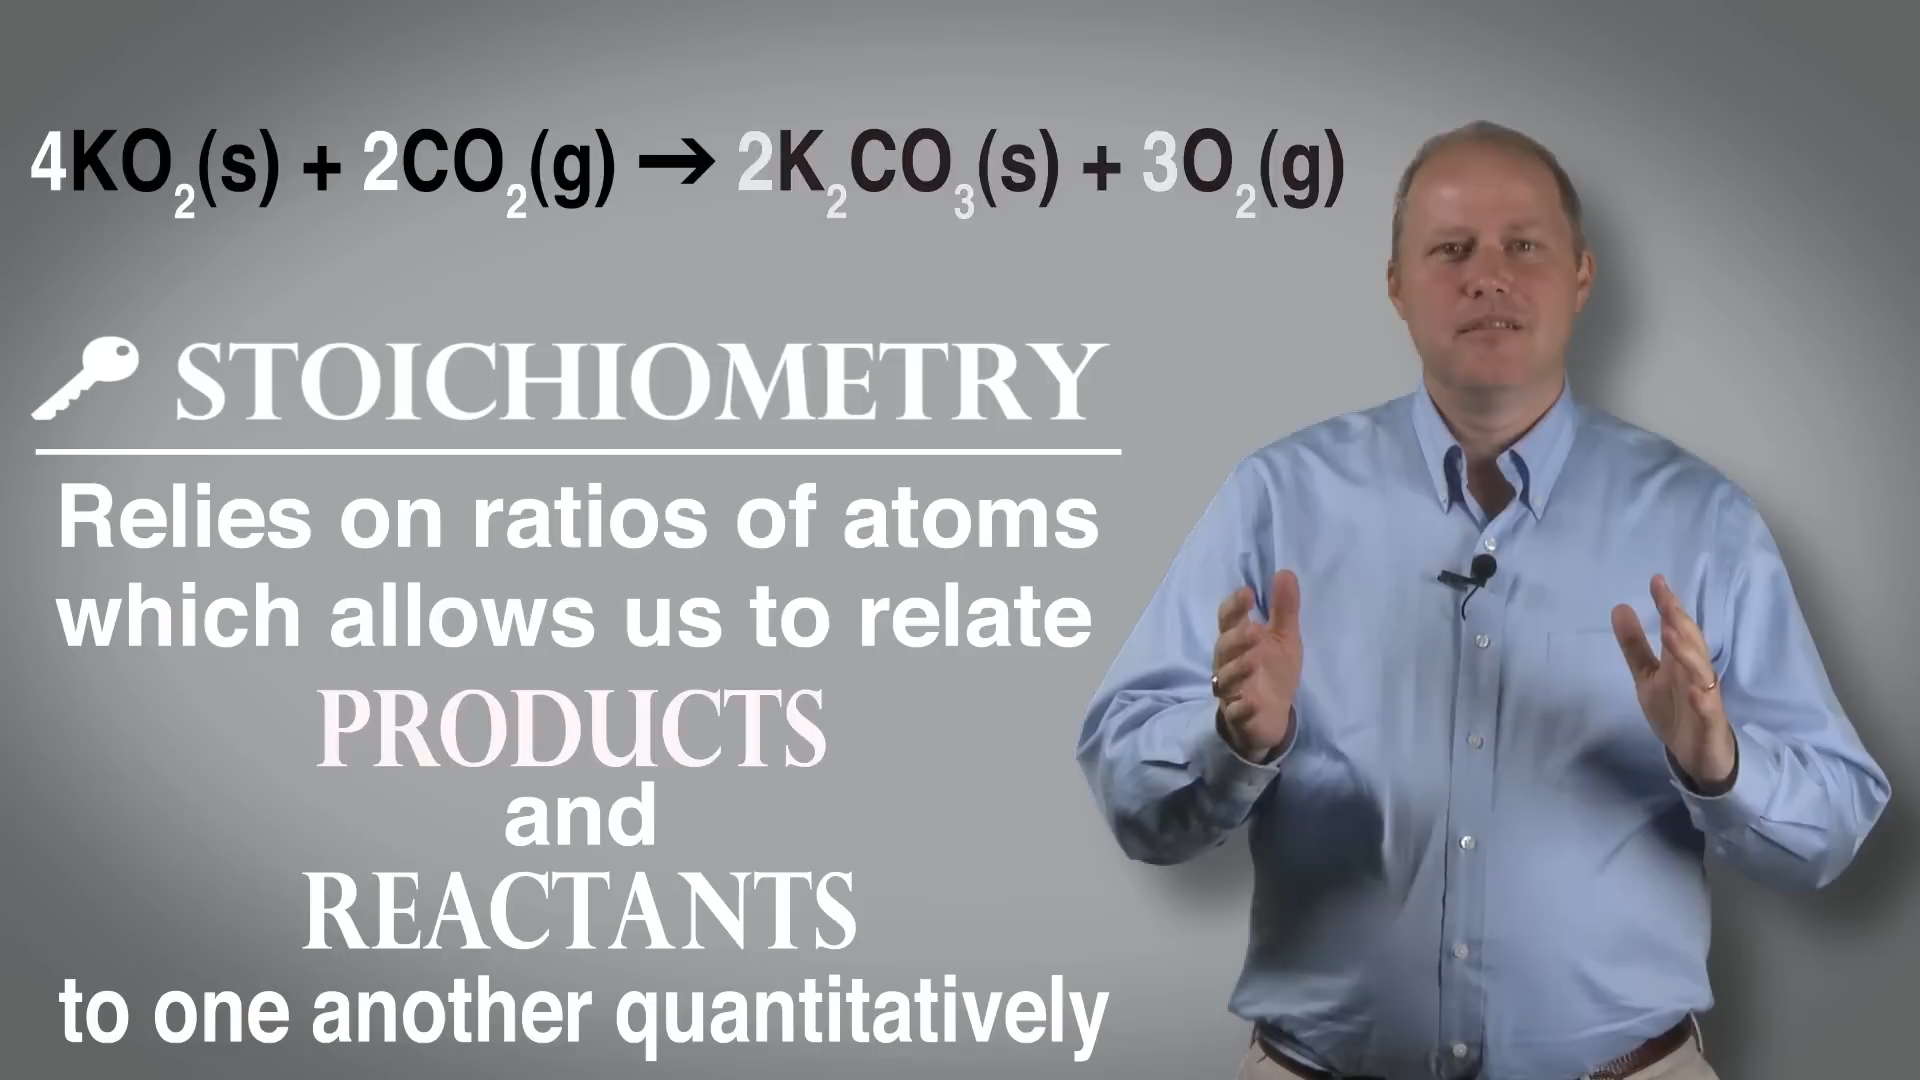 4KO₂(s) + 2CO₂(g) → 2K₂CO₃(s) + 3O₂(g)
STOICHIOMETRY
Relies on ratios of atoms
which allows us to relate
PRODUCTS
and
REACTANTS
to one another quantitatively